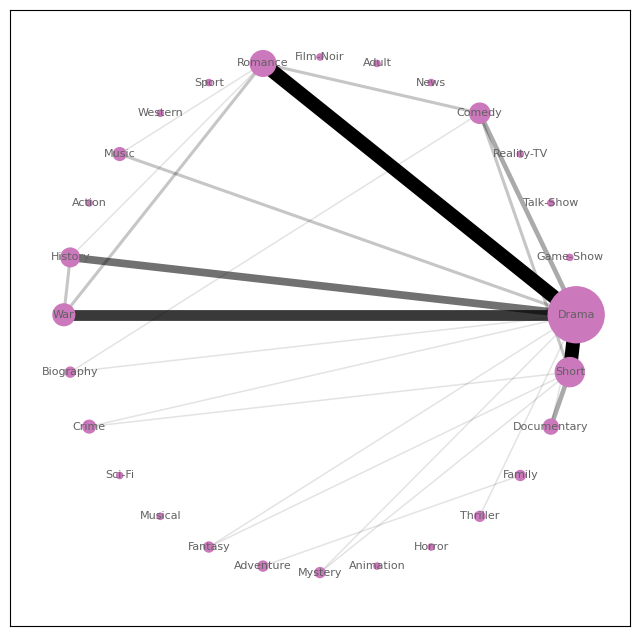 Film-Noir
Romance
Adult
Sport
News
Western
Comedy
Music
Reality-TV
Action
Talk-Show
History
Game-Show
War
Drama
Biography
Short
Crime
Documentary
Sci-Fi
Family
Musical
Thriller
Fantasy
Horror
Adventure
Animation
Mystery